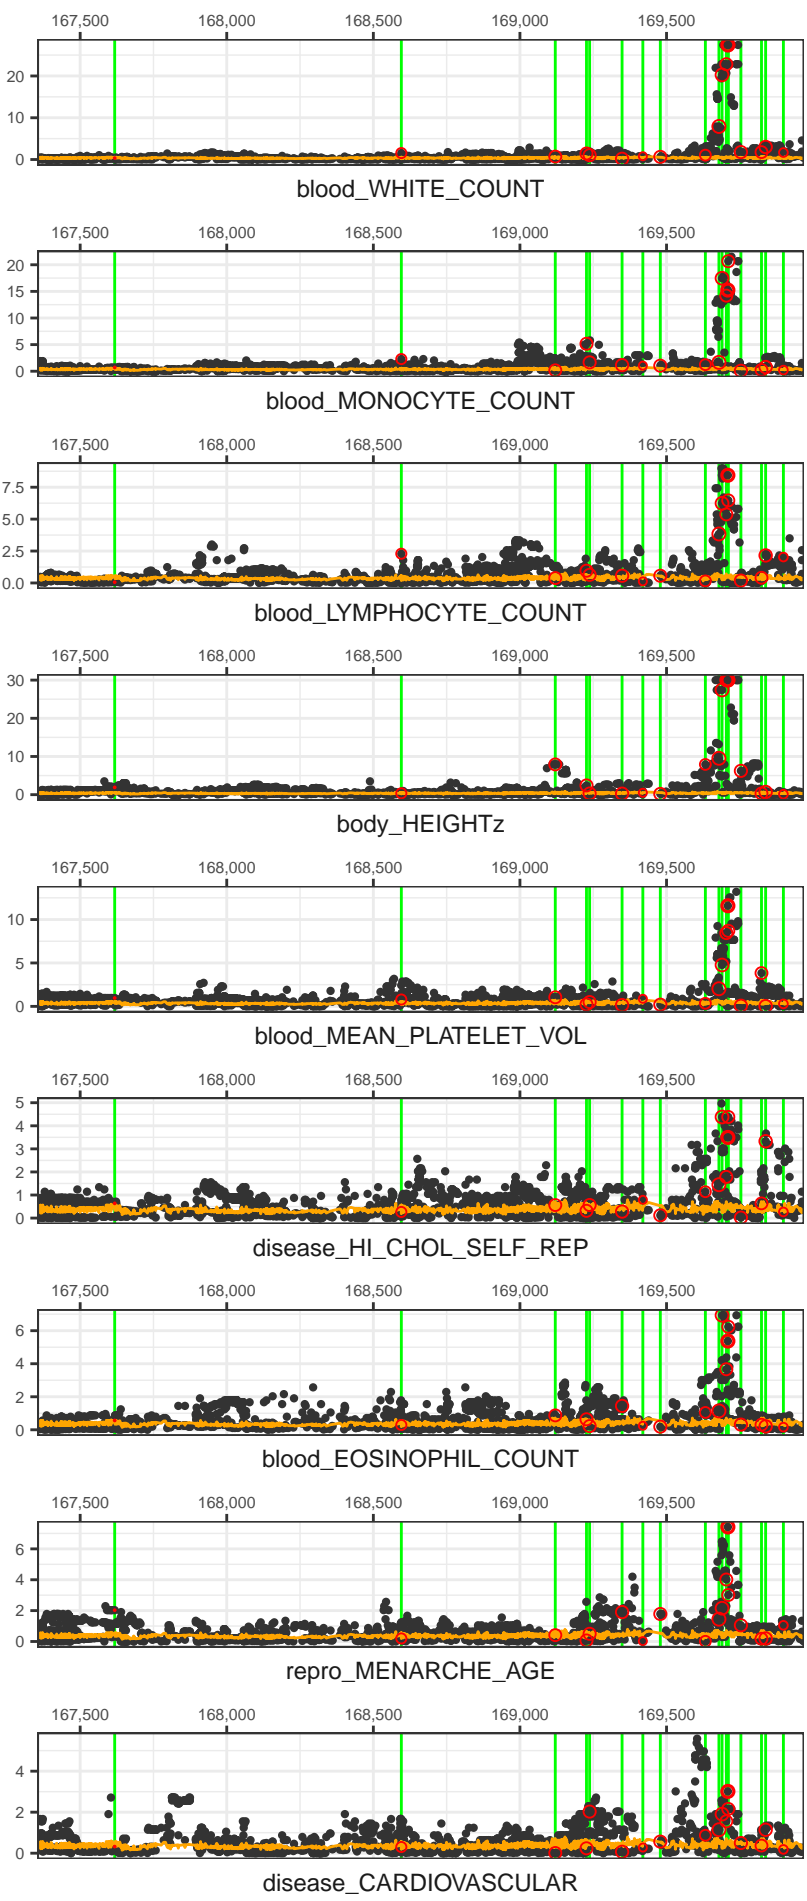 167,500 168,000 168,500 169,000 169,500
20
10
0
blood_WHITE_COUNT
167,500 168,000 168,500 169,000 169,500
20
15
10
5
0
blood_MONOCYTE_COUNT
167,500 168,000 168,500 169,000 169,500
7.5
5.0
2.5
0.0
blood_LYMPHOCYTE_COUNT
167,500 168,000 168,500 169,000 169,500
30
20
10
0
body_HEIGHTz
167,500 168,000 168,500 169,000 169,500
10
5
0
blood_MEAN_PLATELET_VOL
167,500 168,000 168,500 169,000 169,500
5
4
3
2
1
0
disease_HI_CHOL_SELF_REP
167,500 168,000 168,500 169,000 169,500
6
4
2
0
blood_EOSINOPHIL_COUNT
167,500 168,000 168,500 169,000 169,500
6
4
2
0
repro_MENARCHE_AGE
167,500 168,000 168,500 169,000 169,500
4
2
0
disease_CARDIOVASCULAR